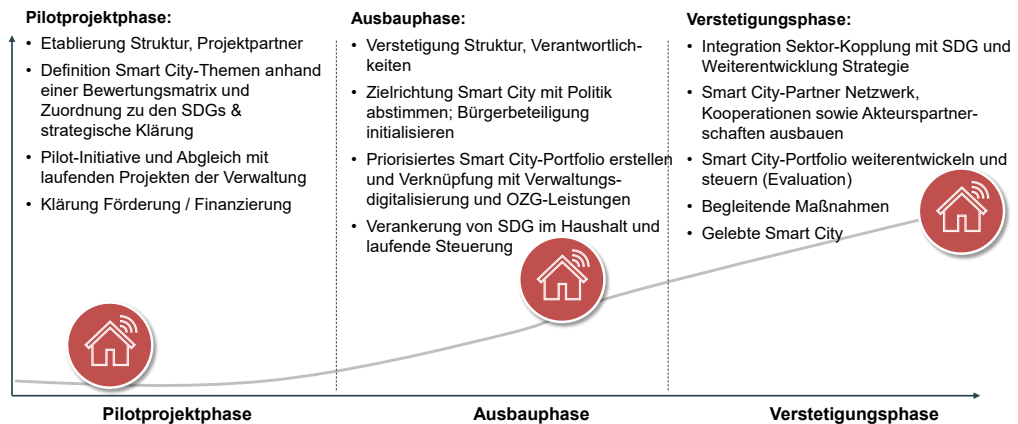 Pilotprojektphase:
• Etablierung Struktur, Projektpartner
• Definition Smart City-Themen anhand
einer Bewertungsmatrix und
Zuordnung zu den SDGs &
strategische Klärung
• Pilot-Initiative und Abgleich mit
laufenden Projekten der Verwaltung
• Klärung Förderung / Finanzierung
Ausbauphase:
• Verstetigung Struktur, Verantwortlich-
keiten
• Zielrichtung Smart City mit Politik
abstimmen; Bürgerbeteiligung
initialisieren
• Priorisiertes Smart City-Portfolio erstellen
und Verknüpfung mit Verwaltungs-
digitalisierung und OZG-Leistungen
• Verankerung von SDG im Haushalt und
laufende Steuerung
Verstetigungsphase:
• Integration Sektor-Kopplung mit SDG und
Weiterentwicklung Strategie
• Smart City-Partner Netzwerk,
Kooperationen sowie Akteurspartner-
schaften ausbauen
• Smart City-Portfolio weiterentwickeln und
steuern (Evaluation)
• Begleitende Maßnahmen
• Gelebte Smart City
Pilotprojektphase
Ausbauphase
Verstetigungsphase